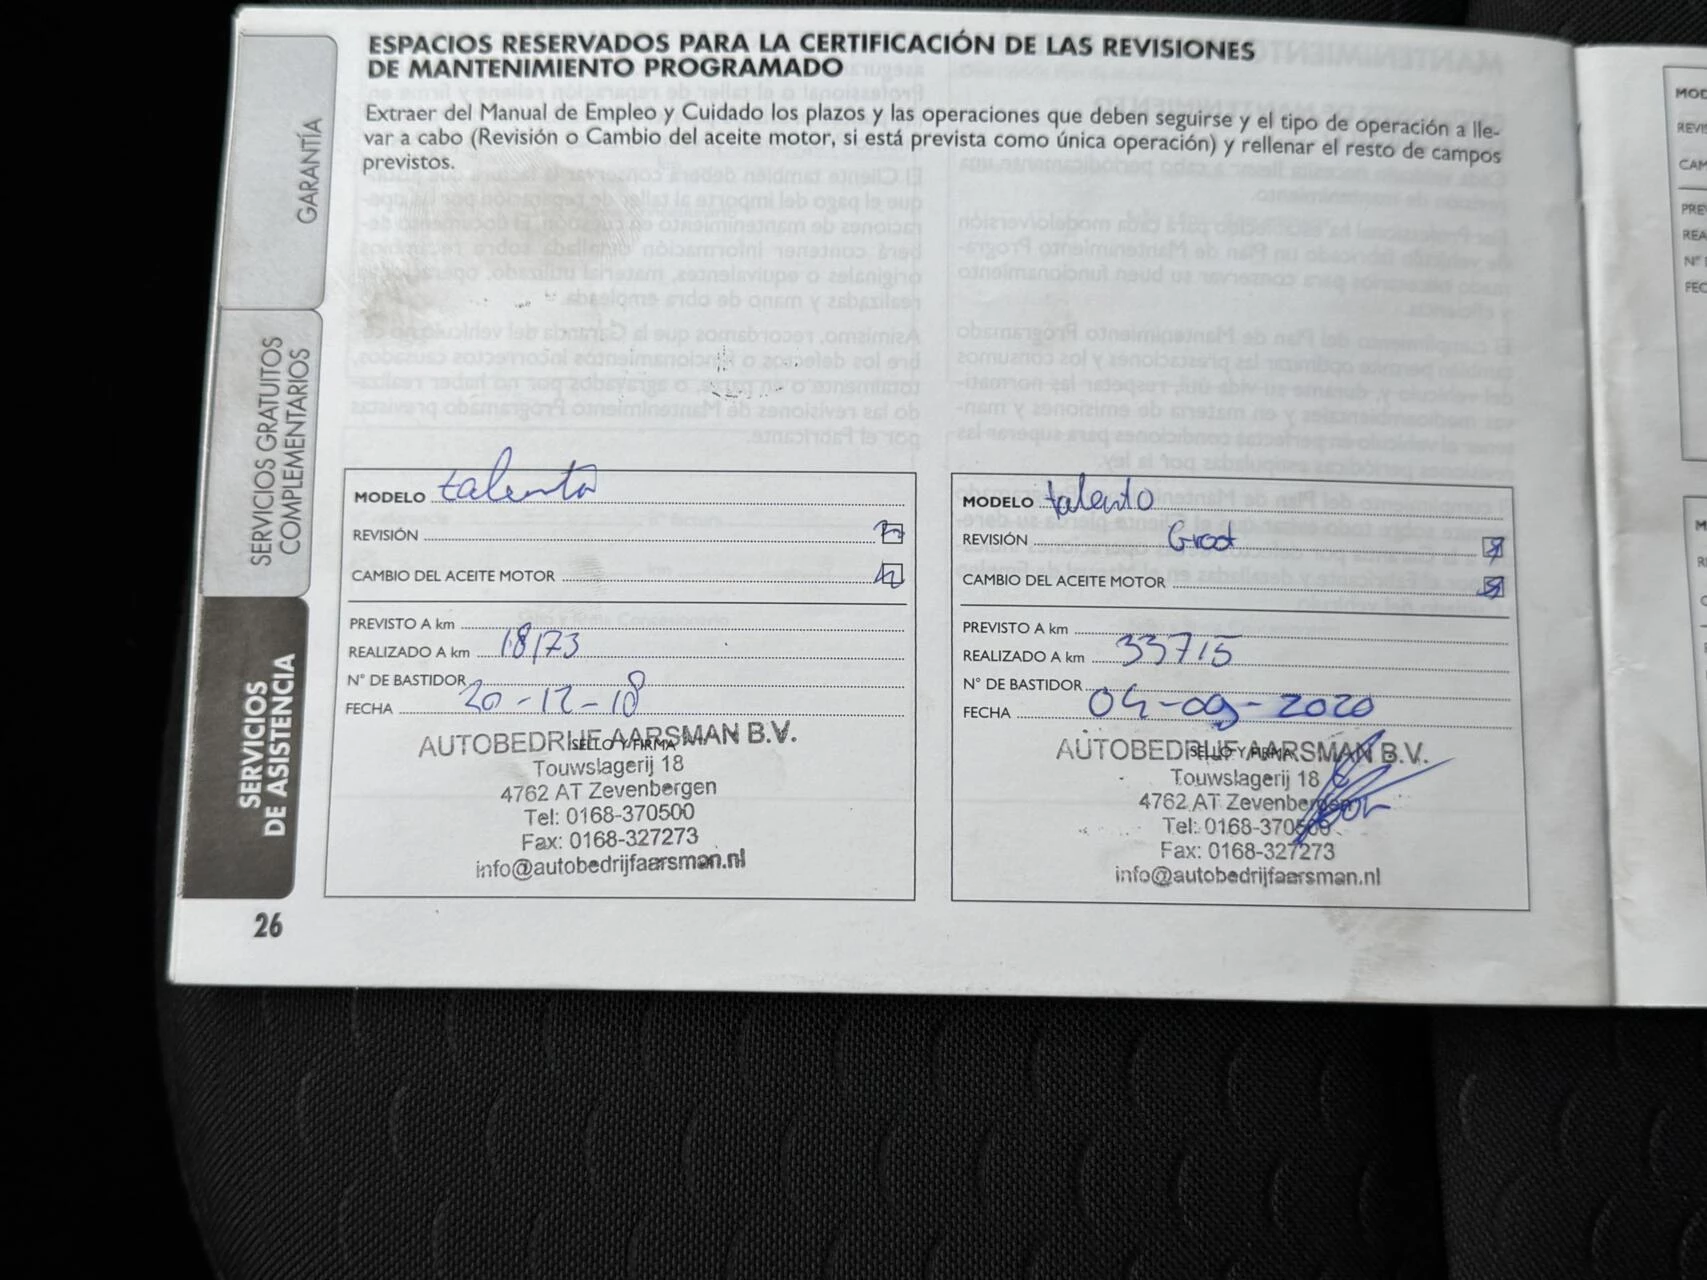 ESPACIOS RESERVADOS PARA LA CERTIFICACIÓN DE LAS REVISIONES
DE MANTENIMIENTO PROGRAMADO
Extraer del Manual de Empleo y Cuidado los plazos y las operaciones que deben seguirse y el tipo de operación a lle-
var a cabo (Revisión o Cambio del aceite motor, si está prevista como única operación) y rellenar el resto de campos
previstos.
GARANTÍA
SERVICIOS GRATUITOS
COMPLEMENTARIOS
SERVICIOS
DE ASISTENCIA
MODELO talento
REVISIÓN
CAMBIO DEL ACEITE MOTOR
PREVISTO A km
REALIZADO A km 18173
N° DE BASTIDOR
FECHA 20-12-18
SELLO Y FIRMA
AUTOBEDRIJF AARSMAN B.V.
Touwslagerij 18
4762 AT Zevenbergen
Tel: 0168-370500
Fax: 0168-327273
info@autobedrijfaarsman.nl
MODELO talento
REVISIÓN Groot
CAMBIO DEL ACEITE MOTOR
PREVISTO A km
REALIZADO A km 33715
N° DE BASTIDOR
FECHA 04-09-2020
SELLO Y FIRMA
AUTOBEDRIJF AARSMAN B.V.
Touwslagerij 18
4762 AT Zevenbergen
Tel: 0168-370500
Fax: 0168-327273
info@autobedrijfaarsman.nl
26